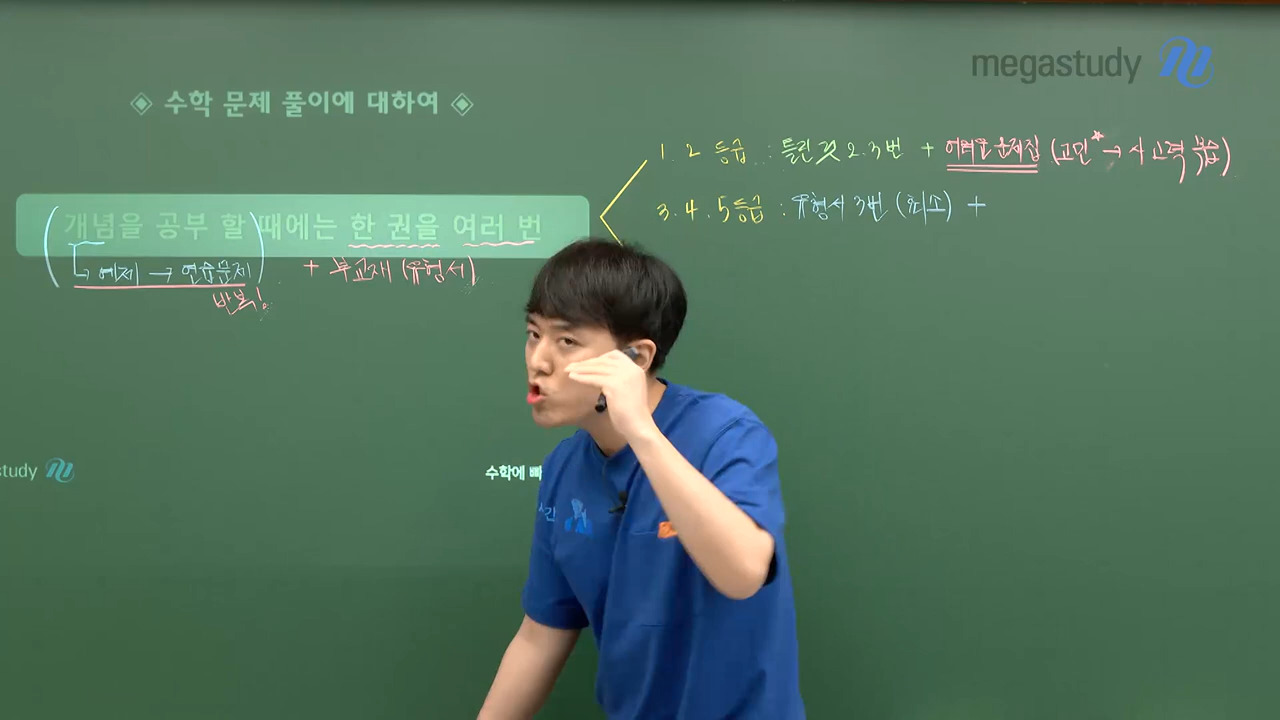 megastudy
◈ 수학 문제 풀이에 대하여 ◈
1. 2 등급 : 틀린 것 2.3번 + 어려운 문제집 (고민* → 사고력 복습)
3. 4. 5등급 : 유형서 3번 (최소) +
개념을 공부 할 때에는 한 권을 여러 번
(↳ 예제 → 연습문제) + 부교재 (유형서)
반복!
study
수학에 빠